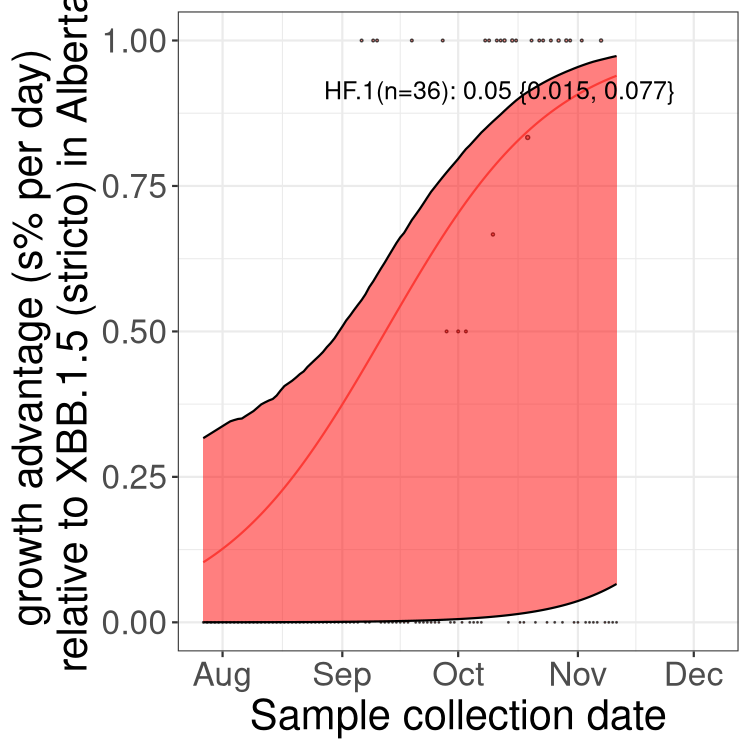 growth advantage (s% per day)
relative to XBB.1.5 (stricto) in Alberta
1.00
0.75
0.50
0.25
0.00
HF.1(n=36): 0.05 {0.015, 0.077}
Aug Sep Oct Nov Dec
Sample collection date